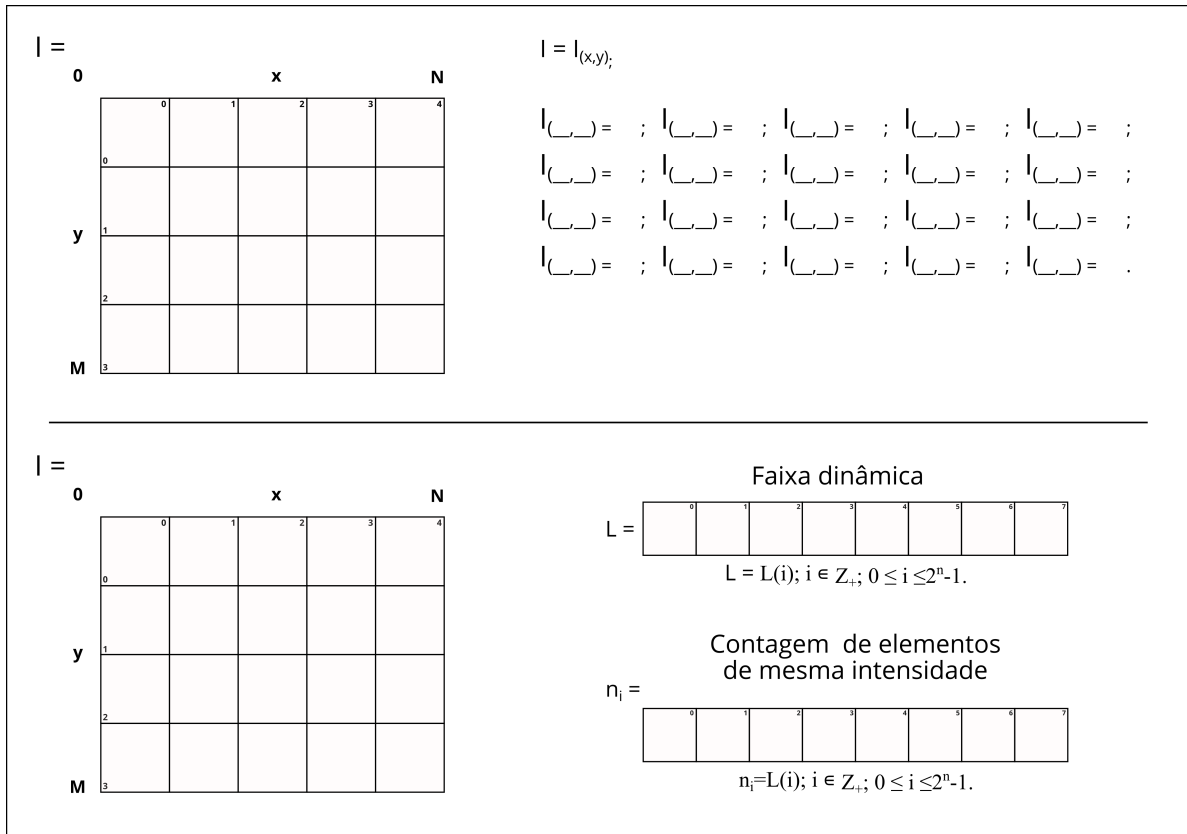 I =
0 x N
0 1 2 3 4
0
y 1
2
M 3
I = I(x,y);
I(__,__) = ; I(__,__) = ; I(__,__) = ; I(__,__) = ; I(__,__) = ;
I(__,__) = ; I(__,__) = ; I(__,__) = ; I(__,__) = ; I(__,__) = ;
I(__,__) = ; I(__,__) = ; I(__,__) = ; I(__,__) = ; I(__,__) = ;
I(__,__) = ; I(__,__) = ; I(__,__) = ; I(__,__) = ; I(__,__) = .
I =
0 x N
0 1 2 3 4
0
y 1
2
M 3
Faixa dinâmica
L = 0 1 2 3 4 5 6 7
L = L(i); i ∈ Z₊; 0 ≤ i ≤2ⁿ-1.
Contagem de elementos
de mesma intensidade
nᵢ =
0 1 2 3 4 5 6 7
nᵢ=L(i); i ∈ Z₊; 0 ≤ i ≤2ⁿ-1.